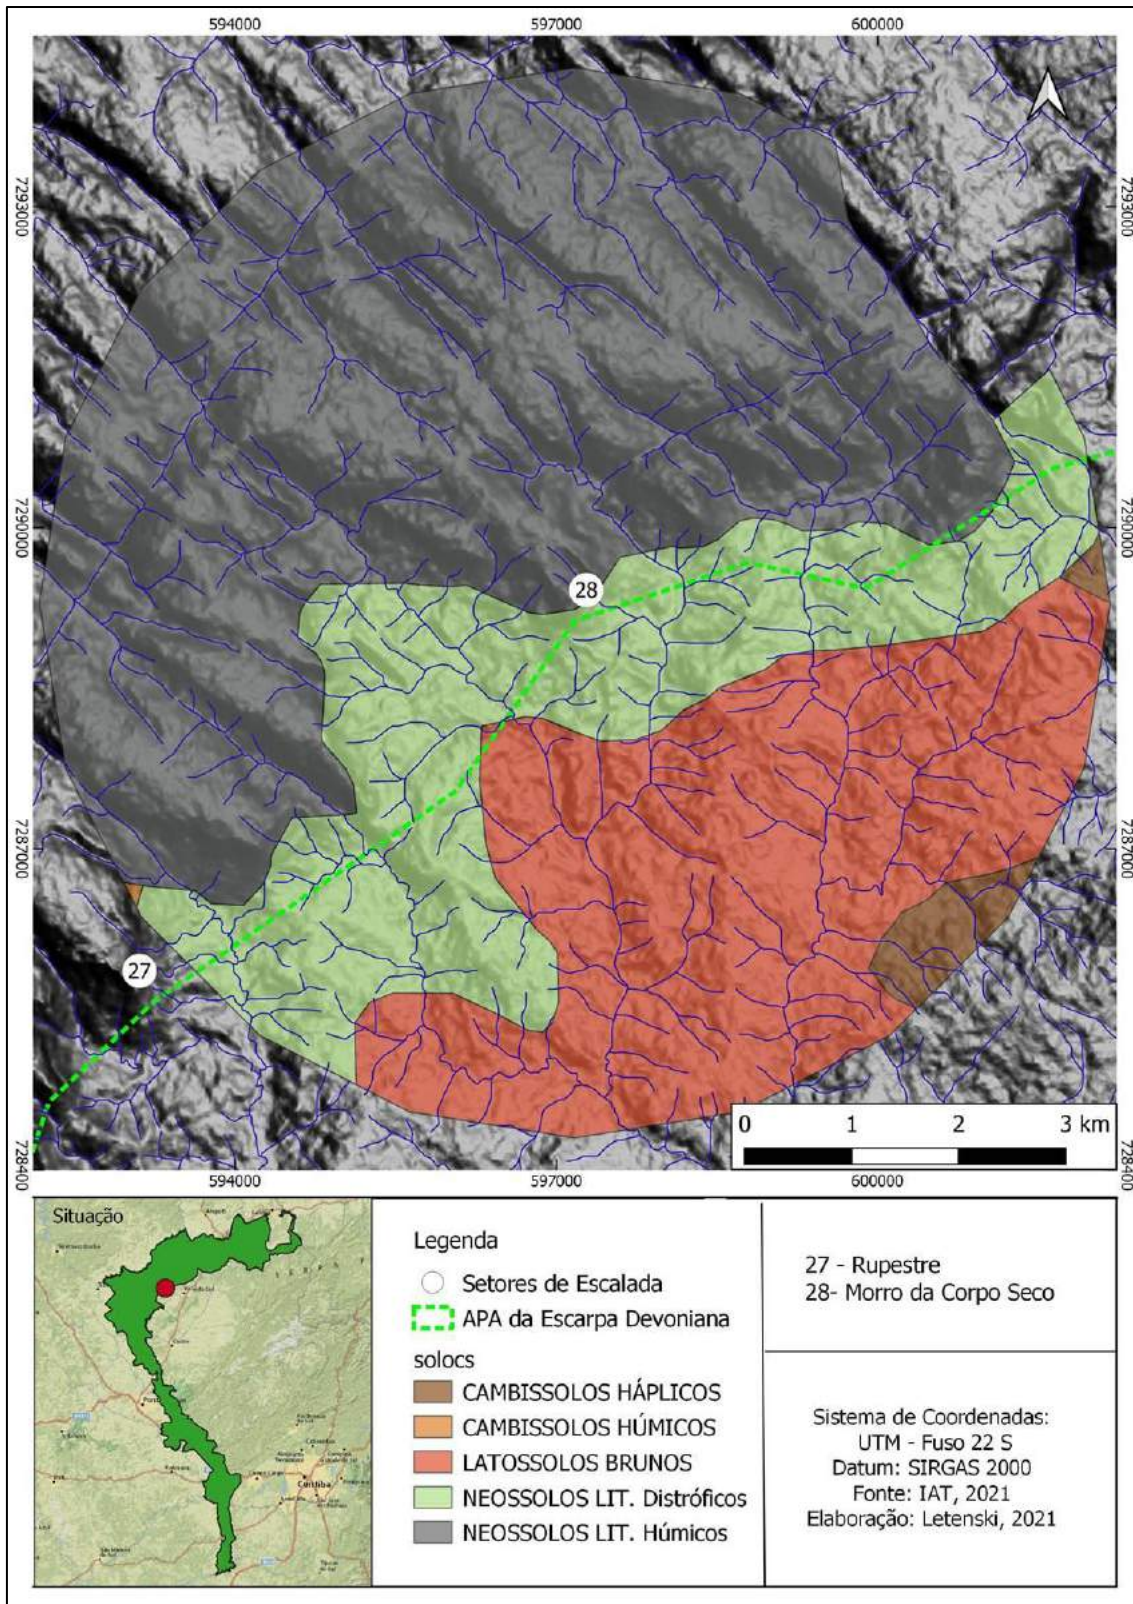 594000 597000 600000
7293000 7293000
7290000 7290000
28
7287000 7287000
27
0 1 2 3 km
728400 728400
594000 597000 600000
Situação
Curitiba
Legenda
Setores de Escalada
APA da Escarpa Devoniana
solocs
CAMBISSOLOS HÁPLICOS
CAMBISSOLOS HÚMICOS
LATOSSOLOS BRUNOS
NEOSSOLOS LIT. Distróficos
NEOSSOLOS LIT. Húmicos
27 - Rupestre
28- Morro da Corpo Seco
Sistema de Coordenadas:
UTM - Fuso 22 S
Datum: SIRGAS 2000
Fonte: IAT, 2021
Elaboração: Letenski, 2021